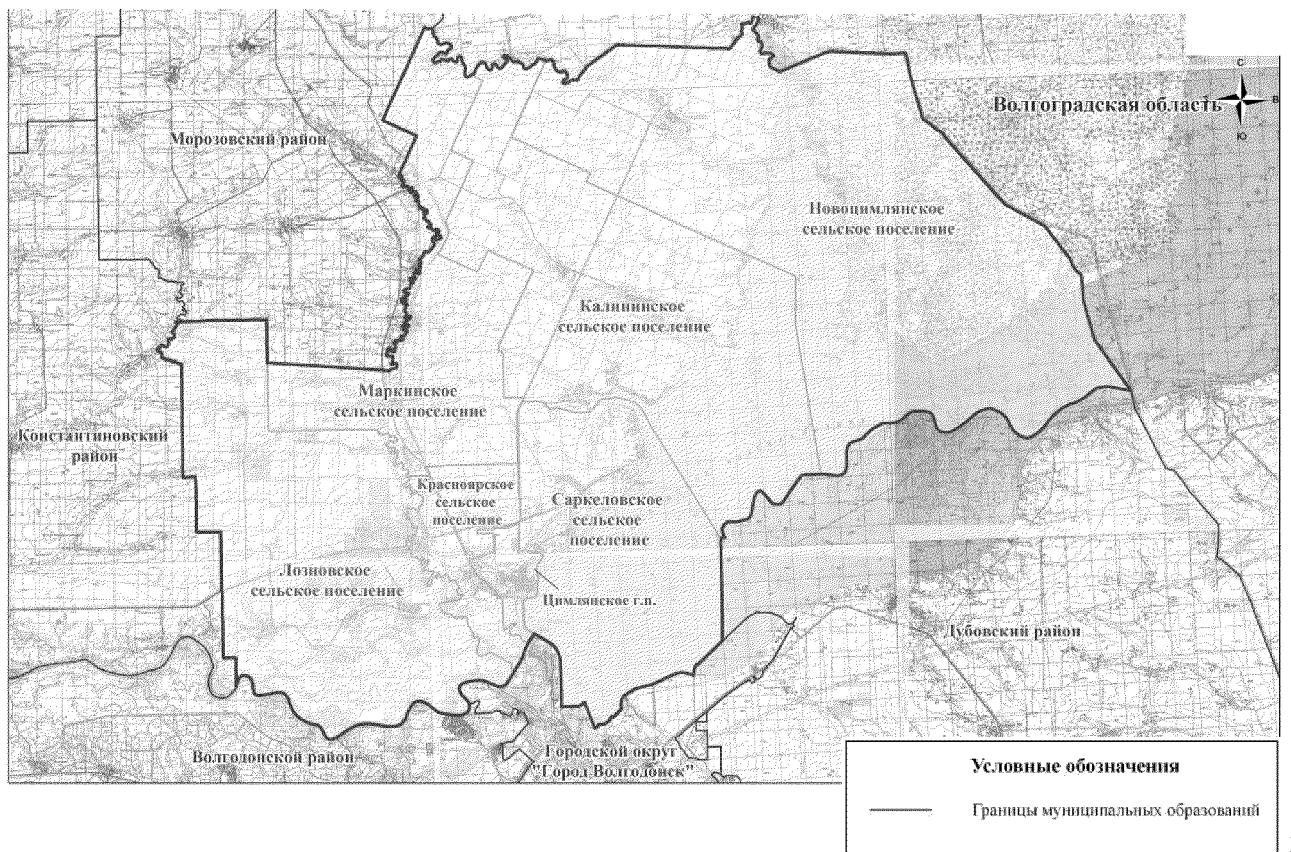 С
В
Ю
Волгоградская область
Морозовский район
Новоцимлянское
сельское поселение
Калининское
сельское поселение
Маркинское
сельское поселение
Константиновский
район
Красноярское
сельское
поселение
Саркеловское
сельское
поселение
Лозновское
сельское поселение
Цимлянское г.п.
Дубовский район
Волгодонской район
Городской округ
"Город Волгодонск"
Условные обозначения
Границы муниципальных образований